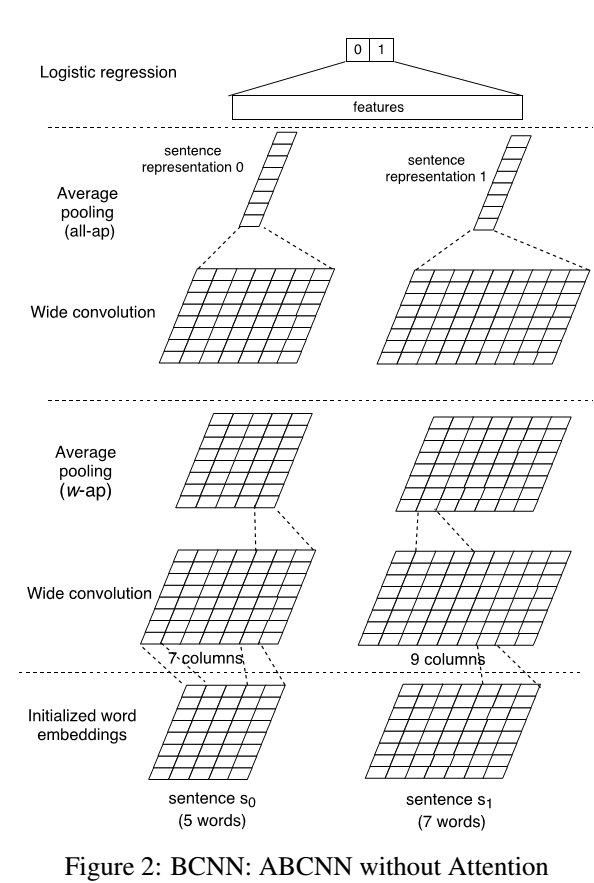 0 1
Logistic regression
features
sentence
representation 0
sentence
representation 1
Average
pooling
(all-ap)
Wide convolution
Average
pooling
(w-ap)
Wide convolution
7 columns
9 columns
Initialized word
embeddings
sentence s0
(5 words)
sentence s1
(7 words)
Figure 2: BCNN: ABCNN without Attention